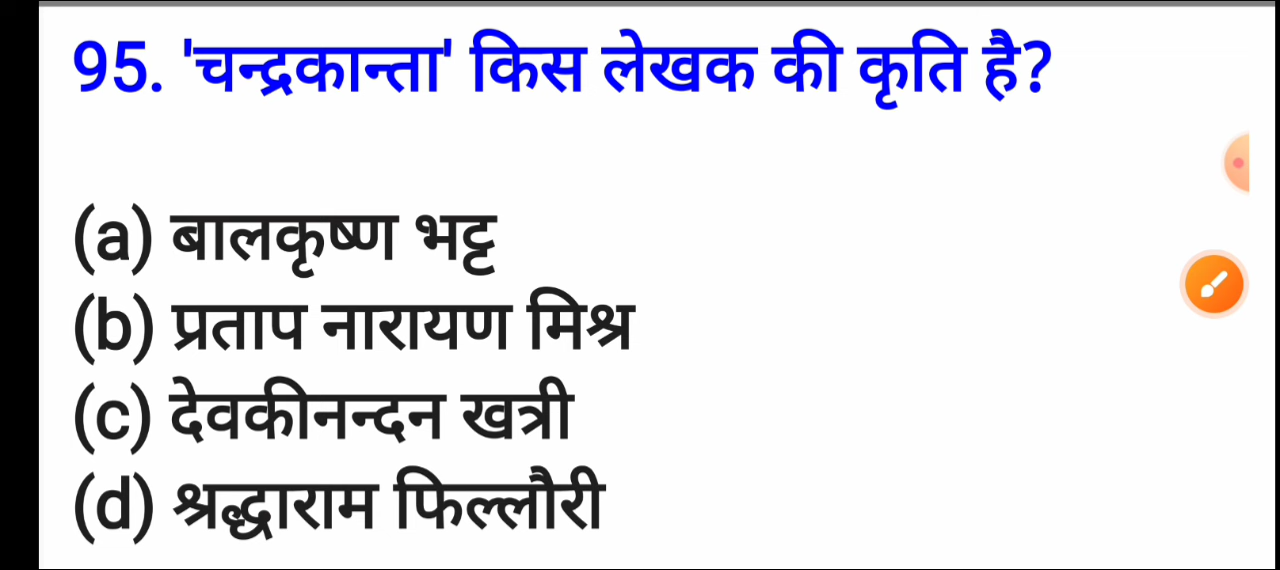 95. 'चन्द्रकान्ता' किस लेखक की कृति है?
(a) बालकृष्ण भट्ट
(b) प्रताप नारायण मिश्र
(c) देवकीनन्दन खत्री
(d) श्रद्धाराम फिल्लौरी